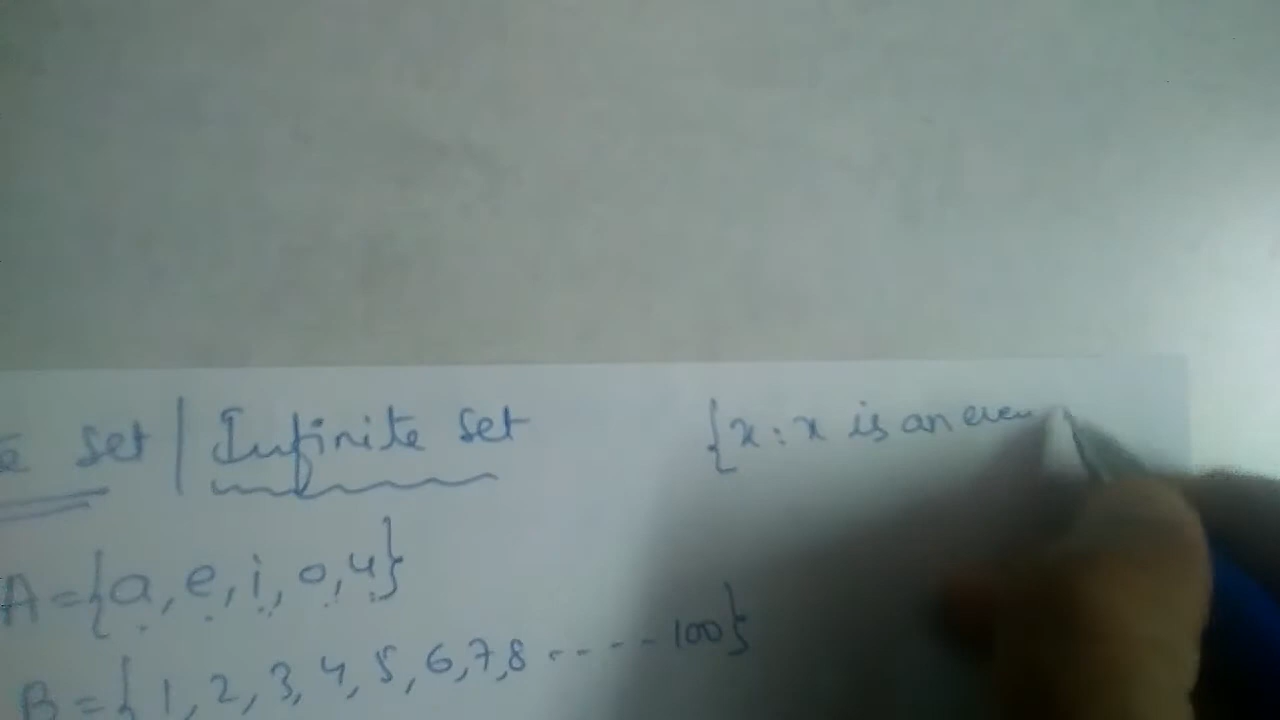 set | Infinite set
{x : x is an even
A = {a, e, i, o, u}
B = { 1, 2, 3, 4, 5, 6, 7, 8 ---- 100}